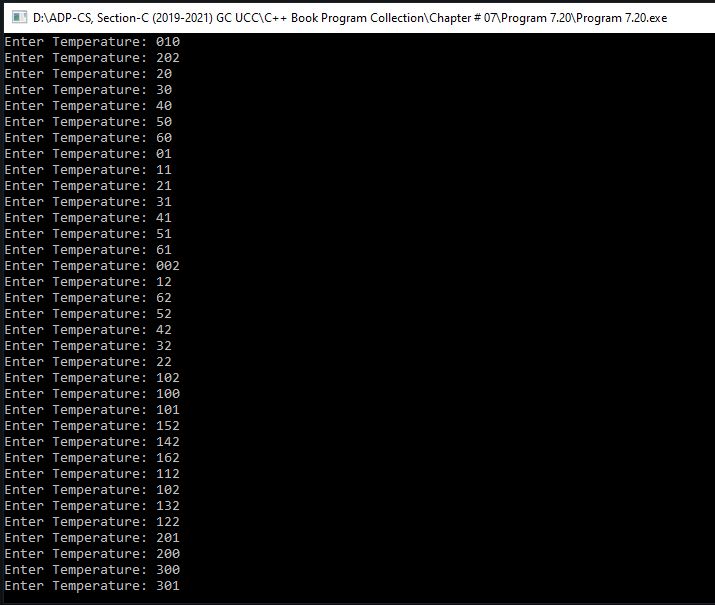 D:\ADP-CS, Section-C (2019-2021) GC UCC\C++ Book Program Collection\Chapter # 07\Program 7.20\Program 7.20.exe
Enter Temperature: 010
Enter Temperature: 202
Enter Temperature: 20
Enter Temperature: 30
Enter Temperature: 40
Enter Temperature: 50
Enter Temperature: 60
Enter Temperature: 01
Enter Temperature: 11
Enter Temperature: 21
Enter Temperature: 31
Enter Temperature: 41
Enter Temperature: 51
Enter Temperature: 61
Enter Temperature: 002
Enter Temperature: 12
Enter Temperature: 62
Enter Temperature: 52
Enter Temperature: 42
Enter Temperature: 32
Enter Temperature: 22
Enter Temperature: 102
Enter Temperature: 100
Enter Temperature: 101
Enter Temperature: 152
Enter Temperature: 142
Enter Temperature: 162
Enter Temperature: 112
Enter Temperature: 102
Enter Temperature: 132
Enter Temperature: 122
Enter Temperature: 201
Enter Temperature: 200
Enter Temperature: 300
Enter Temperature: 301